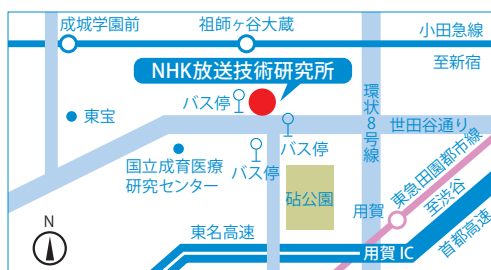 成城学園前
祖師ヶ谷大蔵
小田急線
至新宿
NHK放送技術研究所
バス停
環状8号線
東宝
世田谷通り
バス停
バス停
国立成育医療
研究センター
砧公園
東急田園都市線
至渋谷
首都高速
用賀
N
東名高速
用賀 IC